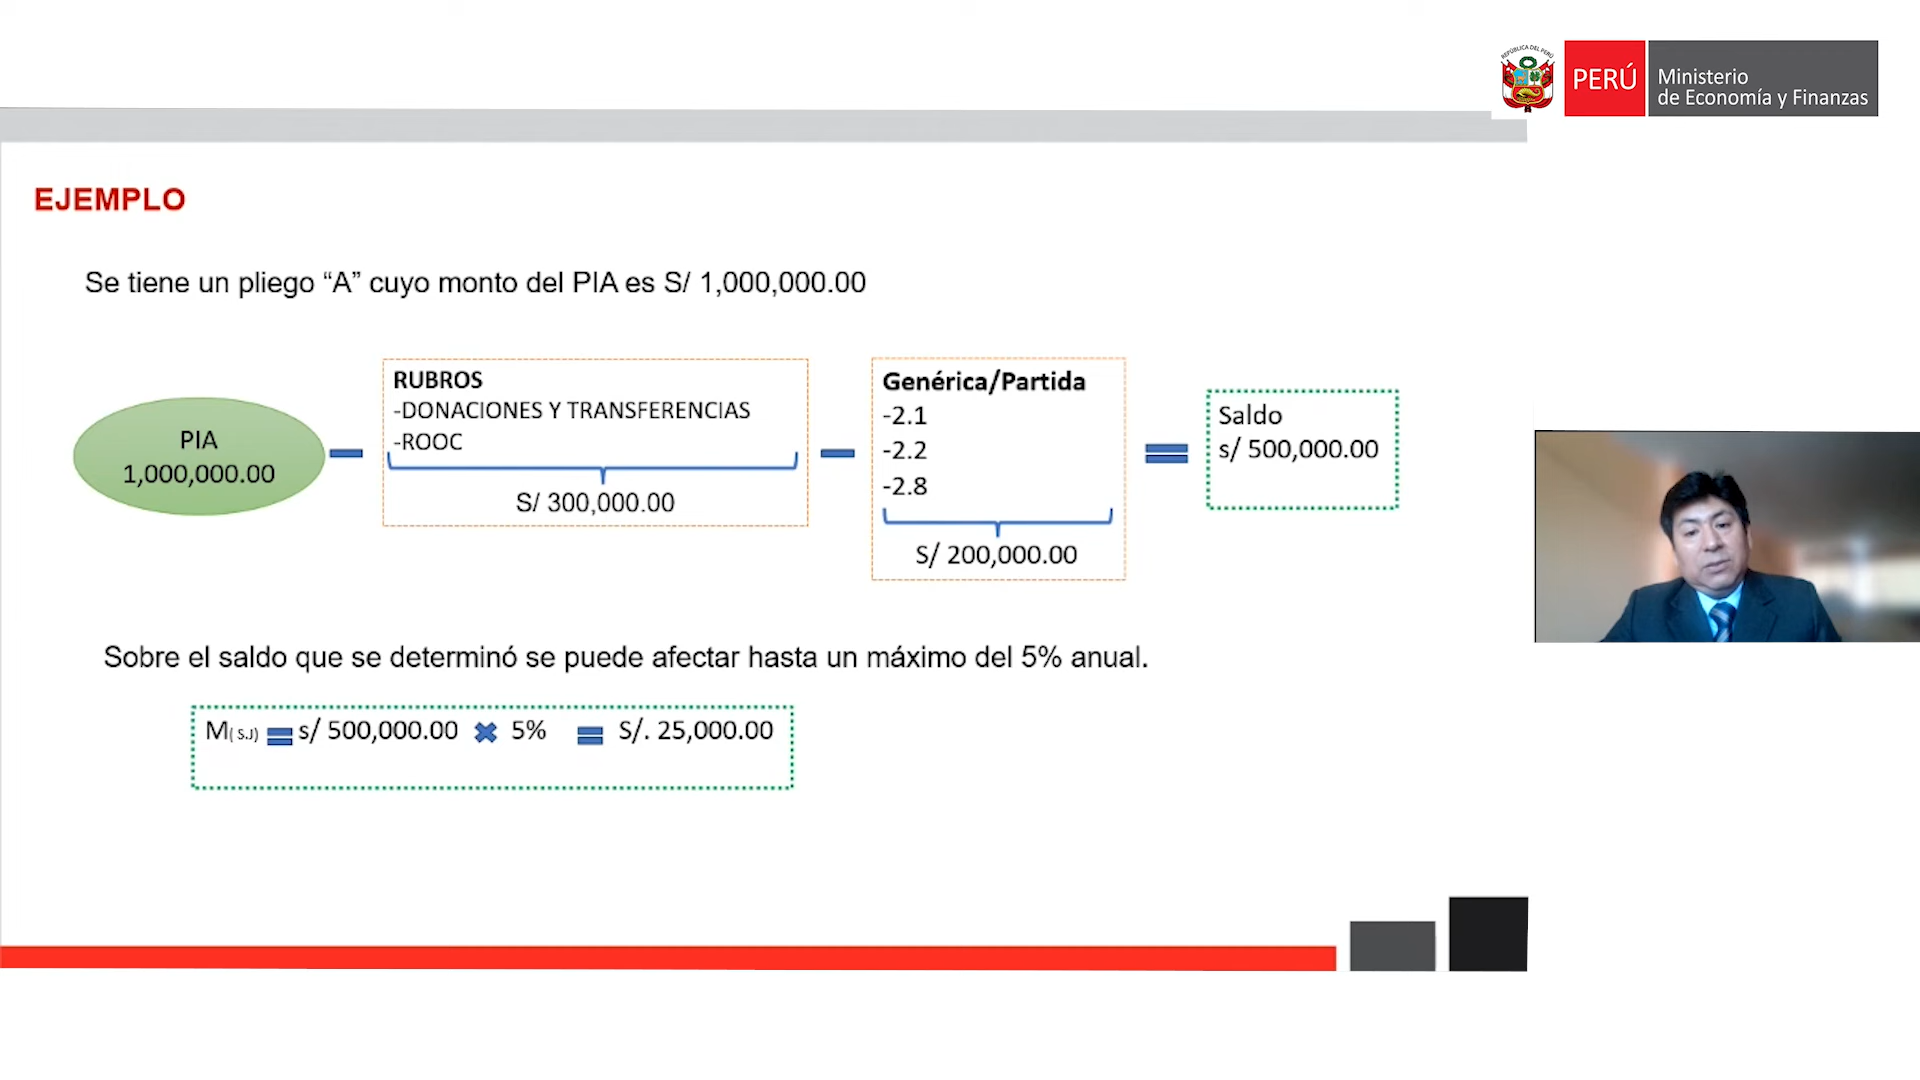 REPÚBLICA DEL PERÚ
PERÚ
Ministerio
de Economía y Finanzas
EJEMPLO
Se tiene un pliego “A” cuyo monto del PIA es S/ 1,000,000.00
PIA
1,000,000.00
RUBROS
-DONACIONES Y TRANSFERENCIAS
-ROOC
S/ 300,000.00
Genérica/Partida
-2.1
-2.2
-2.8
S/ 200,000.00
Saldo
s/ 500,000.00
Sobre el saldo que se determinó se puede afectar hasta un máximo del 5% anual.
M( S.J) = s/ 500,000.00 ✖ 5% = S/. 25,000.00